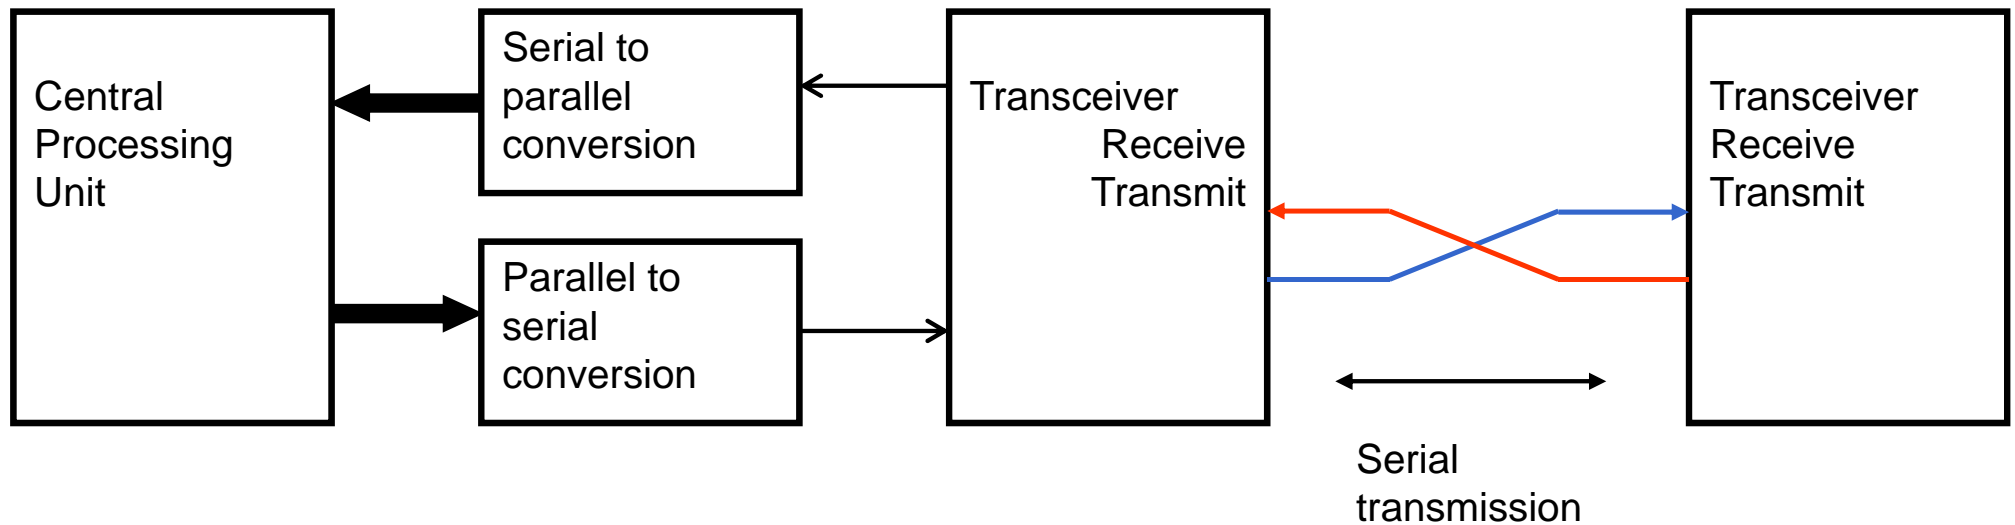 Central
Processing
Unit
Serial to
parallel
conversion
Parallel to
serial
conversion
Transceiver
Receive
Transmit
Transceiver
Receive
Transmit
Serial
transmission